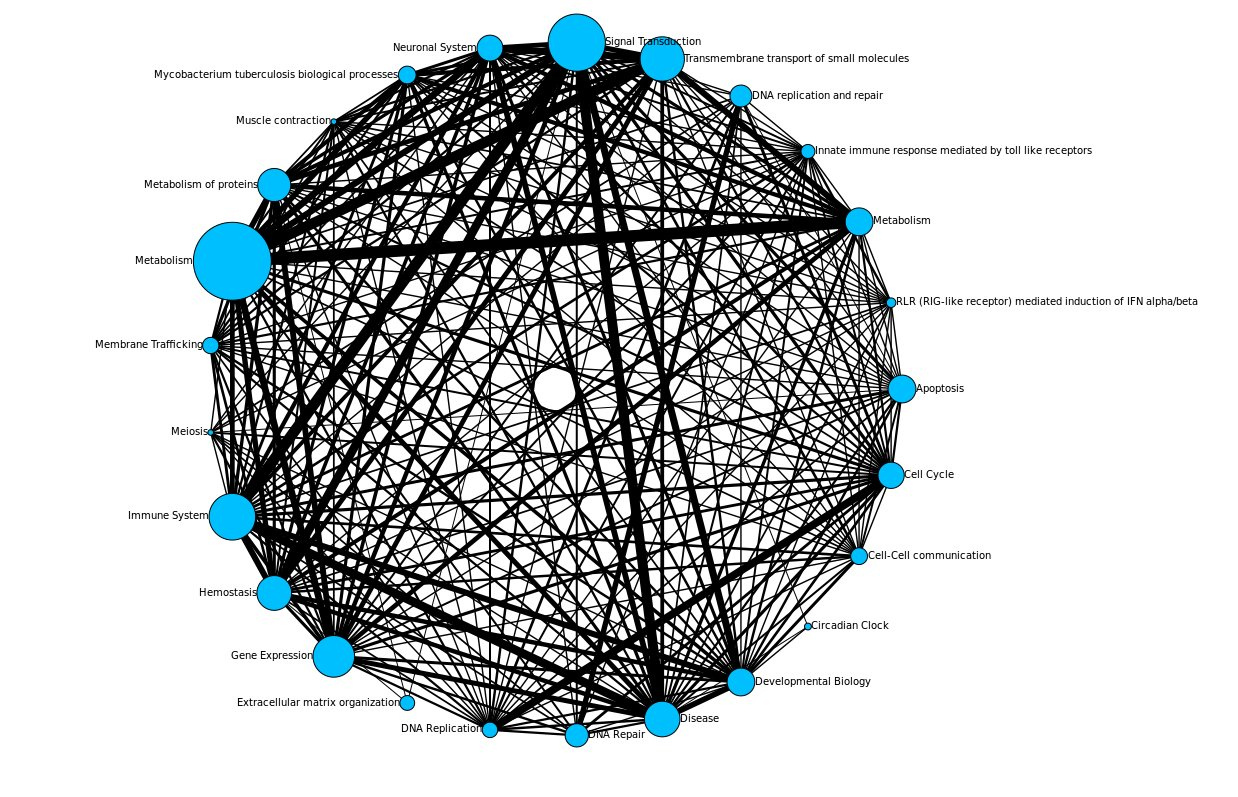 Signal Transduction
Neuronal System
Transmembrane transport of small molecules
Mycobacterium tuberculosis biological processes
DNA replication and repair
Muscle contraction
Innate immune response mediated by toll like receptors
Metabolism of proteins
Metabolism
Metabolism
RLR (RIG-like receptor) mediated induction of IFN alpha/beta
Membrane Trafficking
Apoptosis
Meiosis
Cell Cycle
Immune System
Cell-Cell communication
Hemostasis
Circadian Clock
Gene Expression
Developmental Biology
Extracellular matrix organization
Disease
DNA Replication
DNA Repair